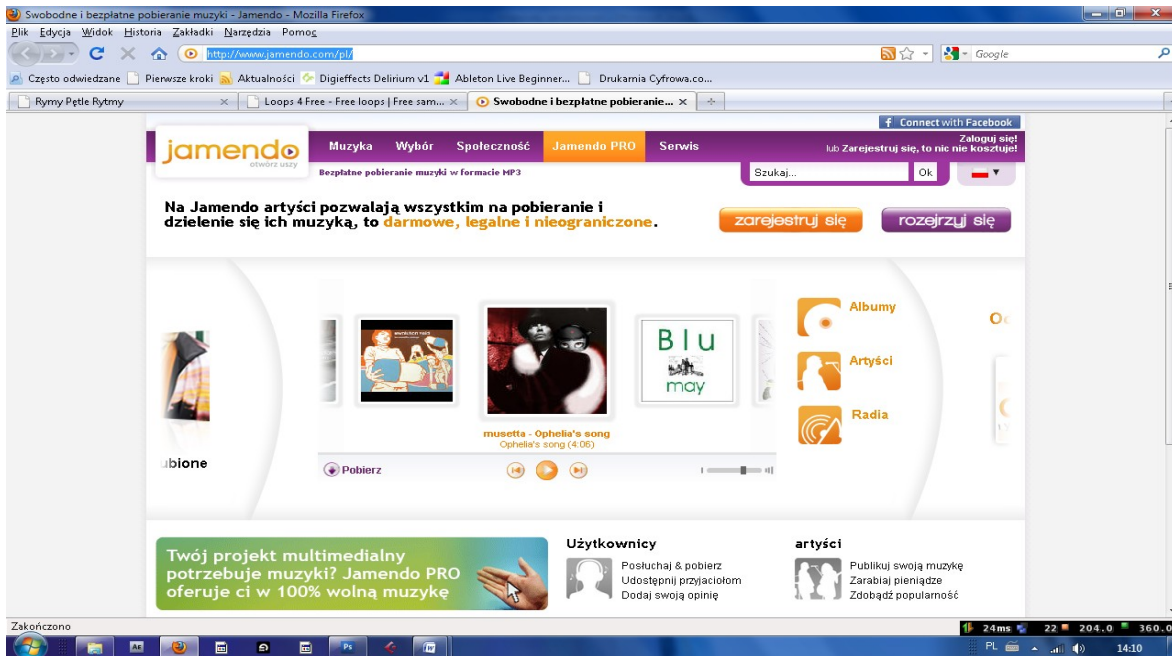 Swobodne i bezpłatne pobieranie muzyki - Jamendo - Mozilla Firefox
Plik Edycja Widok Historia Zakładki Narzędzia Pomoc
http://www.jamendo.com/pl/
Google
Często odwiedzane Pierwsze kroki Aktualności Digieffects Delirium v1 Ableton Live Beginner... Drukarnia Cyfrowa.co...
Rymy Pętle Rytmy
Loops 4 Free - Free loops | Free sam...
Swobodne i bezpłatne pobieranie...
Connect with Facebook
jamendo
otwórz uszy
Muzyka Wybór Społeczność Jamendo PRO Serwis
Zaloguj się!
lub Zarejestruj się, to nic nie kosztuje!
Bezpłatne pobieranie muzyki w formacie MP3
Szukaj... Ok
Na Jamendo artyści pozwalają wszystkim na pobieranie i
dzielenie się ich muzyką, to darmowe, legalne i nieograniczone.
zarejestruj się
rozejrzyj się
Blu
may
Albumy
Artyści
Radia
musetta - Ophelia's song
Ophelia's song (4:06)
ubione
Pobierz
Twój projekt multimedialny
potrzebuje muzyki? Jamendo PRO
oferuje ci w 100% wolną muzykę
Użytkownicy
Posłuchaj & pobierz
Udostępnij przyjaciołom
Dodaj swoją opinię
artyści
Publikuj swoją muzykę
Zarabiaj pieniądze
Zdobądź popularność
Zakończono
24ms 22 204.0 360.0
AE Ps PL 14:10